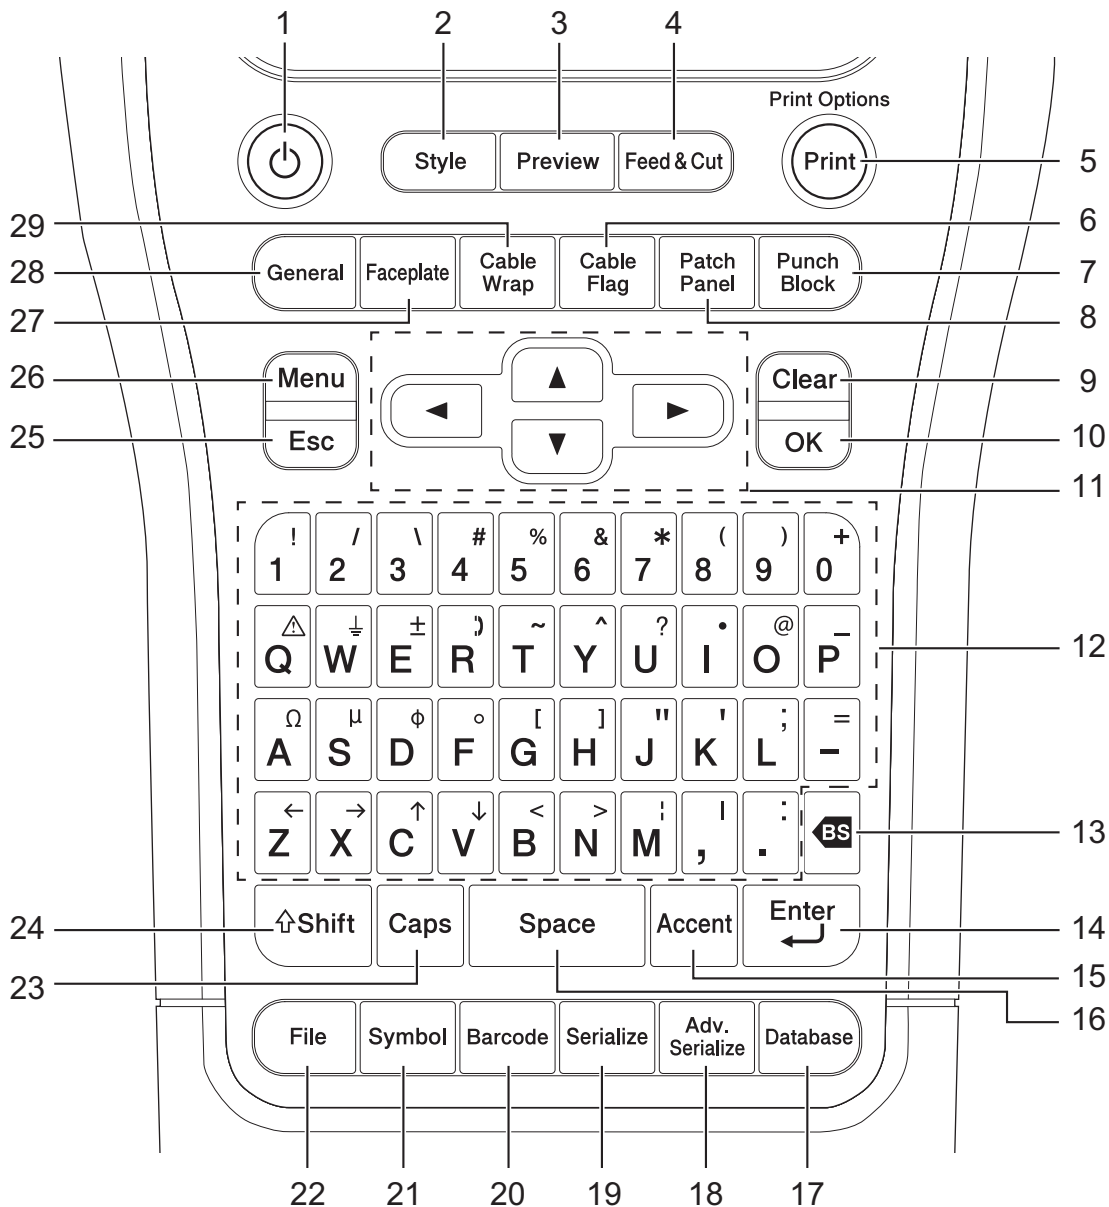 1 2 3 4
Print Options
Style Preview Feed & Cut Print 5
29 6
28 General Faceplate Cable Wrap Cable Flag Patch Panel Punch Block 7
27 8
26 Menu ▲ Clear 9
◄ ►
25 Esc ▼ OK 10
11
! / \ # % & * ( ) +
1 2 3 4 5 6 7 8 9 0
⚠ ⏚ ± ;) ~ ^ ? • @ _
Q W E R T Y U I O P 12
Ω µ ϕ ° [ ] " ' ; =
A S D F G H J K L -
← → ↑ ↓ < > ¦ | :
Z X C V B N M , . BS 13
24 ⇧Shift Caps Space Accent Enter 14
23 15
16
File Symbol Barcode Serialize Adv. Serialize Database
22 21 20 19 18 17